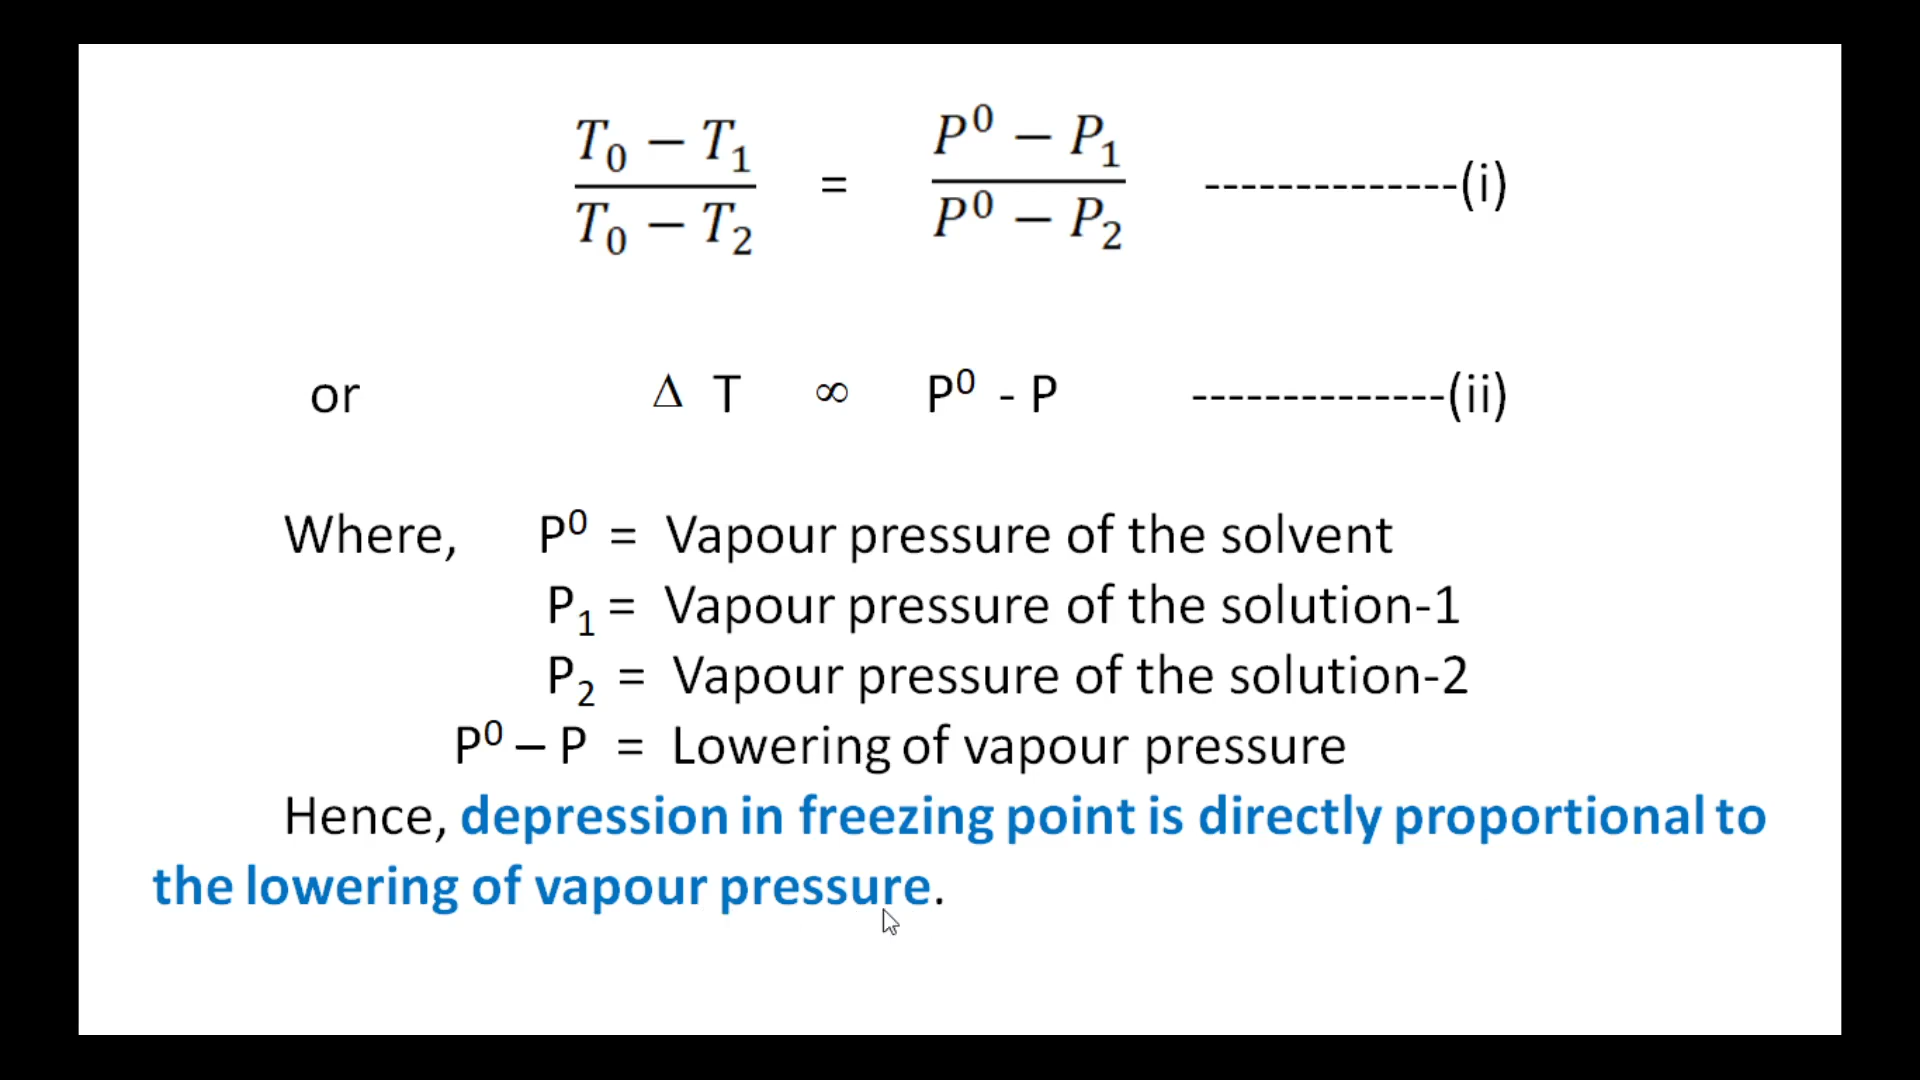 T₀ − T₁ / T₀ − T₂ = P⁰ − P₁ / P⁰ − P₂ --------------(i)
or Δ T ∞ P⁰ - P --------------(ii)
Where, P⁰ = Vapour pressure of the solvent
P₁ = Vapour pressure of the solution-1
P₂ = Vapour pressure of the solution-2
P⁰ – P = Lowering of vapour pressure
Hence, depression in freezing point is directly proportional to
the lowering of vapour pressure.